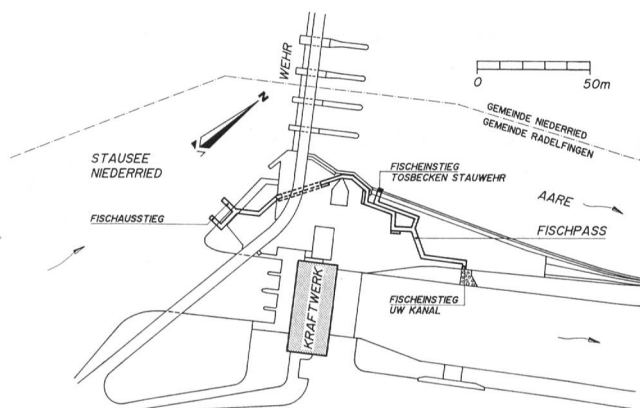 WEHR
N
0 50m
GEMEINDE NIEDERRIED
GEMEINDE RADELFINGEN
STAUSEE
NIEDERRIED
FISCHEINSTIEG
TOSBECKEN STAUWEHR
AARE
FISCHAUSSTIEG
FISCHPASS
KRAFTWERK
FISCHEINSTIEG
UW KANAL